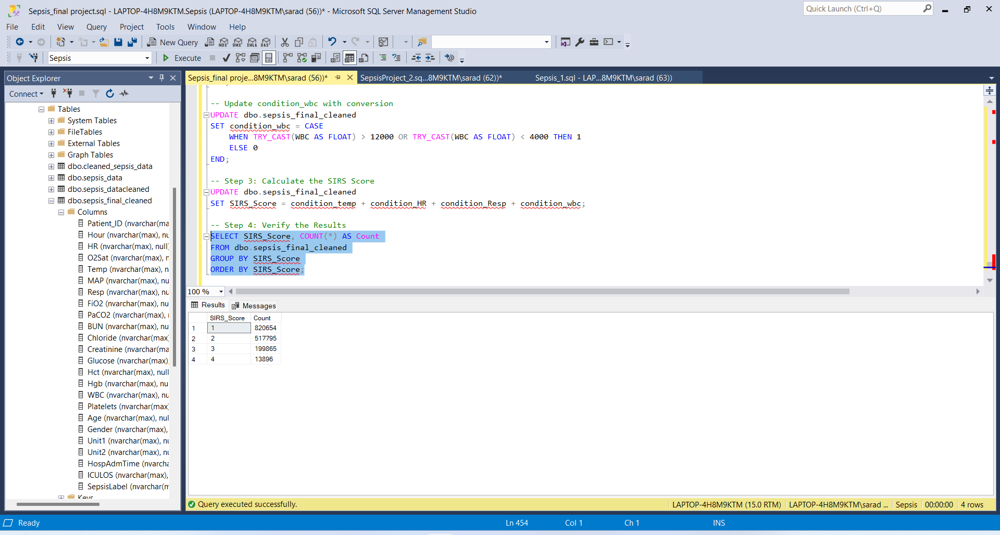 Sepsis_final project.sql - LAPTOP-4H8M9KTM.Sepsis (LAPTOP-4H8M9KTM\sarad (56))* - Microsoft SQL Server Management Studio
Quick Launch (Ctrl+Q)
File Edit View Query Project Tools Window Help
New Query
MDX DMX XMLA DAX
Sepsis
Execute
Object Explorer
Sepsis_final proje...8M9KTM\sarad (56))*
SepsisProject_2.sq...8M9KTM\sarad (62))*
Sepsis_1.sql - LAP...8M9KTM\sarad (63))
Connect
Tables
System Tables
FileTables
External Tables
Graph Tables
dbo.cleaned_sepsis_data
dbo.sepsis_data
dbo.sepsis_datacleaned
dbo.sepsis_final_cleaned
Columns
Patient_ID (nvarchar(ma
Hour (nvarchar(max), nu
HR (nvarchar(max), null)
O2Sat (nvarchar(max), n
Temp (nvarchar(max), n
MAP (nvarchar(max), nu
Resp (nvarchar(max), nu
FiO2 (nvarchar(max), nu
PaCO2 (nvarchar(max),
BUN (nvarchar(max), nu
Chloride (nvarchar(max)
Creatinine (nvarchar(ma
Glucose (nvarchar(max),
Hct (nvarchar(max), null
Hgb (nvarchar(max), nu
WBC (nvarchar(max), nu
Platelets (nvarchar(max)
Age (nvarchar(max), nul
Gender (nvarchar(max),
Unit1 (nvarchar(max), nu
Unit2 (nvarchar(max), nu
HospAdmTime (nvarcha
ICULOS (nvarchar(max),
SepsisLabel (nvarchar(m
Keys
-- Update condition_wbc with conversion
UPDATE dbo.sepsis_final_cleaned
SET condition_wbc = CASE
WHEN TRY_CAST(WBC AS FLOAT) > 12000 OR TRY_CAST(WBC AS FLOAT) < 4000 THEN 1
ELSE 0
END;
-- Step 3: Calculate the SIRS Score
UPDATE dbo.sepsis_final_cleaned
SET SIRS_Score = condition_temp + condition_HR + condition_Resp + condition_wbc;
-- Step 4: Verify the Results
SELECT SIRS_Score, COUNT(*) AS Count
FROM dbo.sepsis_final_cleaned
GROUP BY SIRS_Score
ORDER BY SIRS_Score;
100 %
Results Messages
SIRS_Score Count
1 1 820654
2 2 517795
3 3 199865
4 4 13896
Query executed successfully.
LAPTOP-4H8M9KTM (15.0 RTM) LAPTOP-4H8M9KTM\sarad ... Sepsis 00:00:00 4 rows
Ready
Ln 454 Col 1 Ch 1 INS